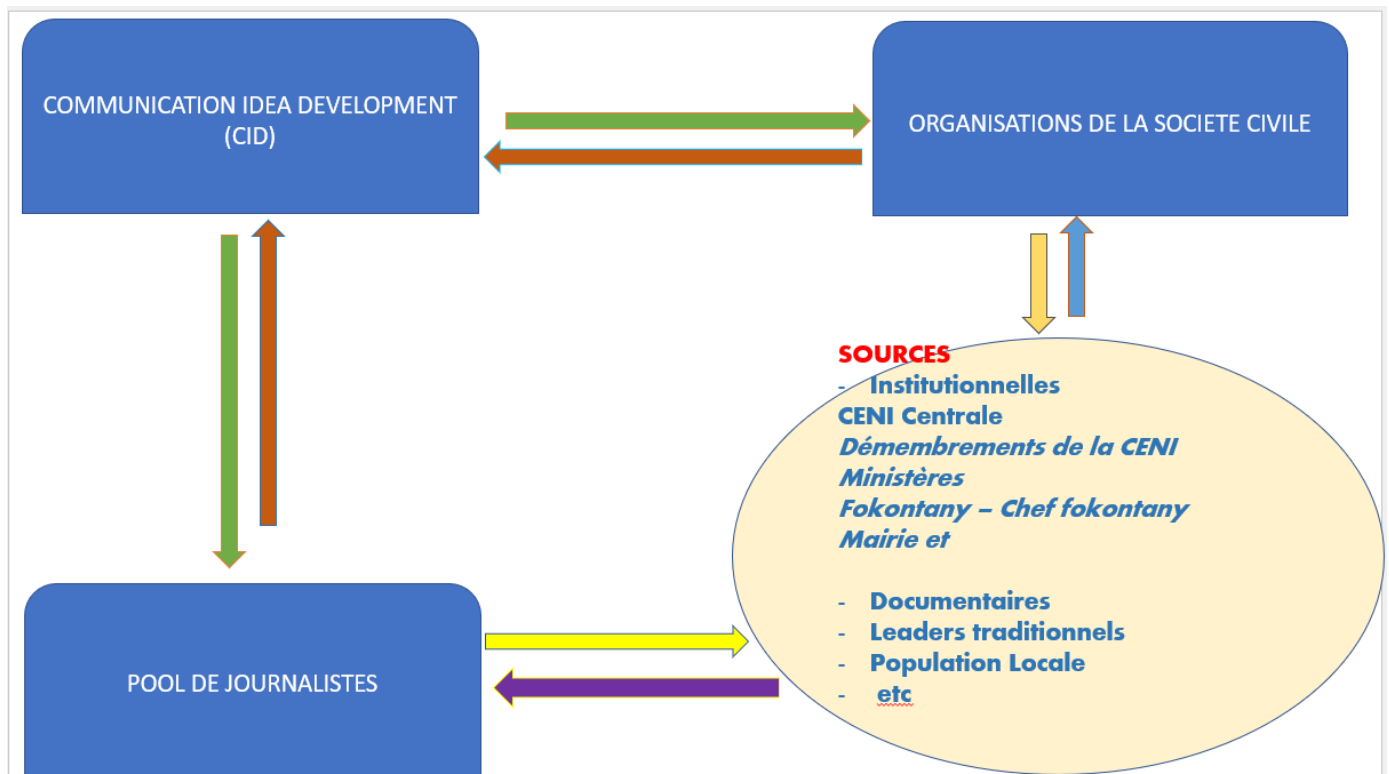 COMMUNICATION IDEA DEVELOPMENT
(CID)
ORGANISATIONS DE LA SOCIETE CIVILE
SOURCES
- Institutionnelles
CENI Centrale
Démembrements de la CENI
Ministères
Fokontany – Chef fokontany
Mairie et
- Documentaires
- Leaders traditionnels
- Population Locale
- etc
POOL DE JOURNALISTES